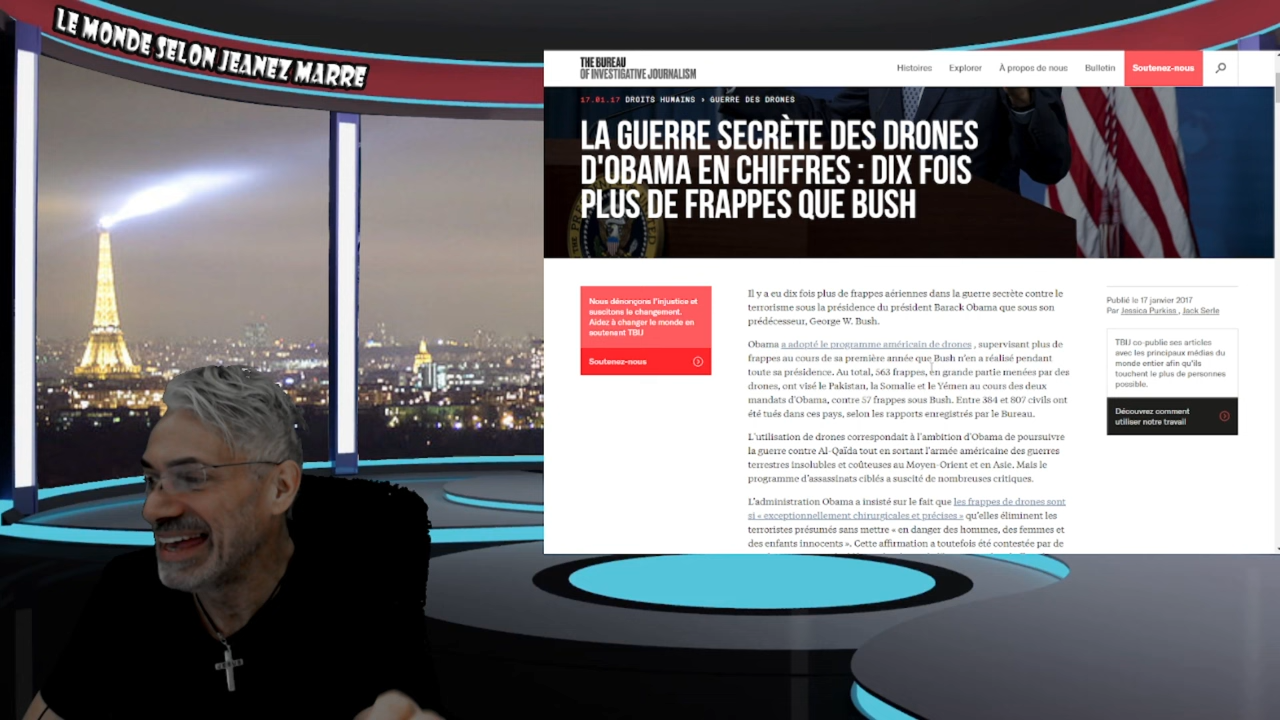 LE MONDE SELON JEANEZ MARRE
THE BUREAU
OF INVESTIGATIVE JOURNALISM
Histoires Explorer À propos de nous Bulletin Soutenez-nous
17.01.17 DROITS HUMAINS › GUERRE DES DRONES
LA GUERRE SECRÈTE DES DRONES
D'OBAMA EN CHIFFRES : DIX FOIS
PLUS DE FRAPPES QUE BUSH
Nous dénonçons l'injustice et
suscitons le changement.
Aidez à changer le monde en
soutenant TBIJ
Soutenez-nous
Il y a eu dix fois plus de frappes aériennes dans la guerre secrète contre le
terrorisme sous la présidence du président Barack Obama que sous son
prédécesseur, George W. Bush.
Obama a adopté le programme américain de drones , supervisant plus de
frappes au cours de sa première année que Bush n'en a réalisé pendant
toute sa présidence. Au total, 563 frappes, en grande partie menées par des
drones, ont visé le Pakistan, la Somalie et le Yémen au cours des deux
mandats d'Obama, contre 57 frappes sous Bush. Entre 384 et 807 civils ont
été tués dans ces pays, selon les rapports enregistrés par le Bureau.
L'utilisation de drones correspondait à l'ambition d'Obama de poursuivre
la guerre contre Al-Qaïda tout en sortant l'armée américaine des guerres
terrestres insolubles et coûteuses au Moyen-Orient et en Asie. Mais le
programme d'assassinats ciblés a suscité de nombreuses critiques.
L'administration Obama a insisté sur le fait que les frappes de drones sont
si « exceptionnellement chirurgicales et précises » qu'elles éliminent les
terroristes présumés sans mettre « en danger des hommes, des femmes et
des enfants innocents ». Cette affirmation a toutefois été contestée par de
Publié le 17 janvier 2017
Par Jessica Purkiss , Jack Serle
TBIJ co-publie ses articles
avec les principaux médias du
monde entier afin qu'ils
touchent le plus de personnes
possible.
Découvrez comment
utiliser notre travail